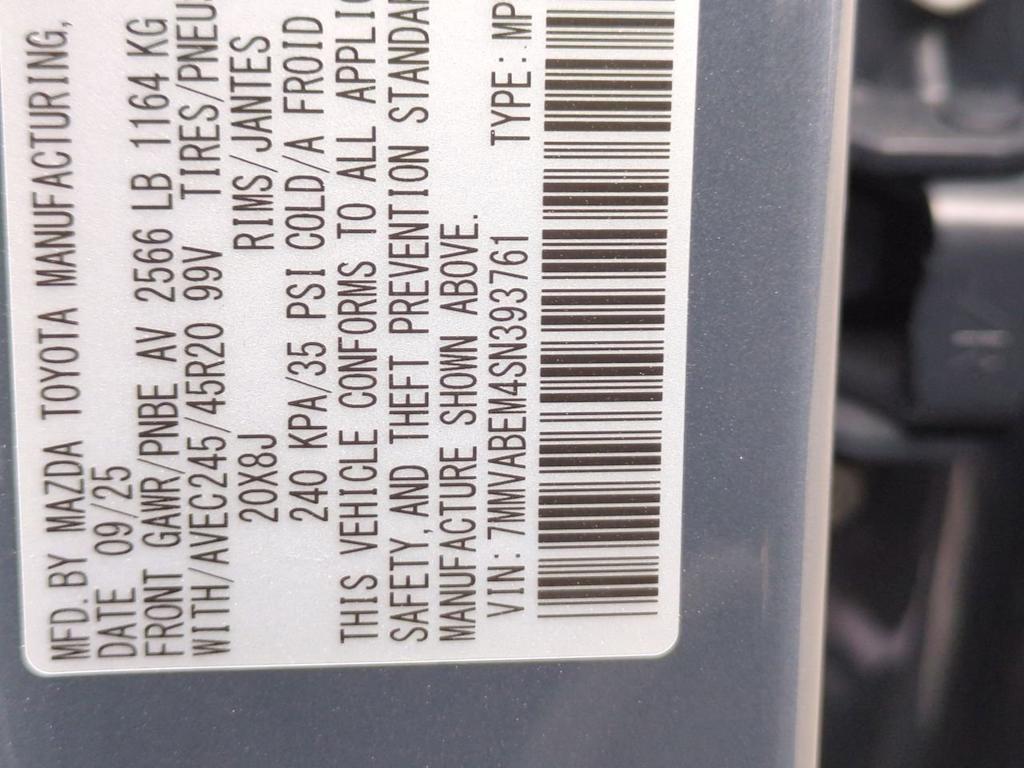 MFD. BY MAZDA TOYOTA MANUFACTURING,
DATE 09/25
FRONT GAWR/PNBE AV 2566 LB 1164 KG
WITH/AVEC245/45R20 99V TIRES/PNEU
20X8J RIMS/JANTES
240 KPA/35 PSI COLD/A FROID
THIS VEHICLE CONFORMS TO ALL APPLIC
SAFETY, AND THEFT PREVENTION STANDAR
MANUFACTURE SHOWN ABOVE.
VIN: 7MMVABEM4SN393761 TYPE: MP